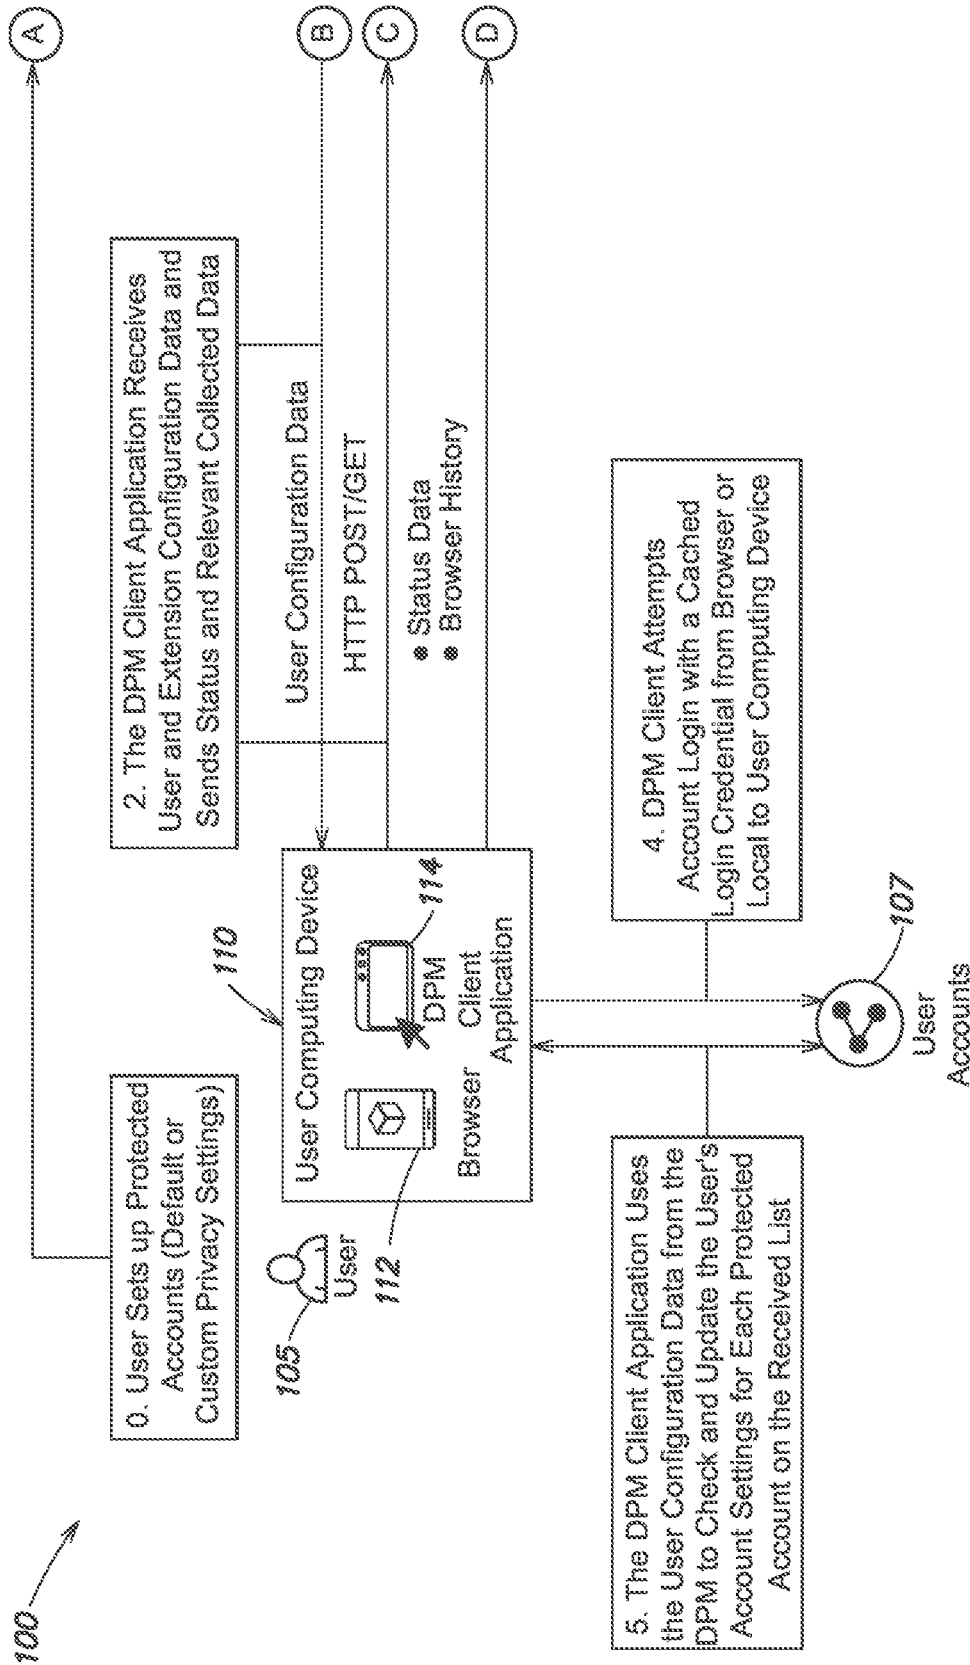 100
0. User Sets up Protected
Accounts (Default or
Custom Privacy Settings)
A
2. The DPM Client Application Receives
User and Extension Configuration Data and
Sends Status and Relevant Collected Data
105
User
110
User Computing Device
Browser
112
DPM
Client
Application
114
User Configuration Data
B
HTTP POST/GET
C
● Status Data
● Browser History
D
5. The DPM Client Application Uses
the User Configuration Data from the
DPM to Check and Update the User's
Account Settings for Each Protected
Account on the Received List
4. DPM Client Attempts
Account Login with a Cached
Login Credential from Browser or
Local to User Computing Device
107
User
Accounts